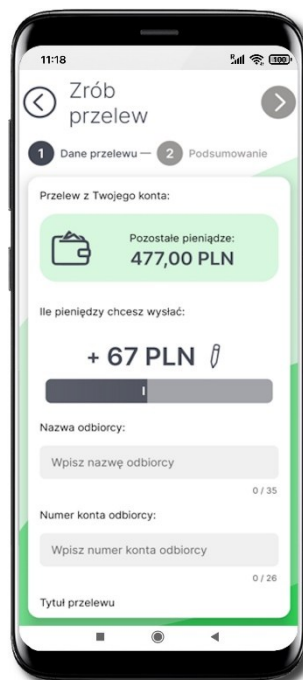 11:18
100
Zrób
przelew
1 Dane przelewu — 2 Podsumowanie
Przelew z Twojego konta:
Pozostałe pieniądze:
477,00 PLN
Ile pieniędzy chcesz wysłać:
+ 67 PLN
Nazwa odbiorcy:
Wpisz nazwę odbiorcy
0 / 35
Numer konta odbiorcy:
Wpisz numer konta odbiorcy
0 / 26
Tytuł przelewu